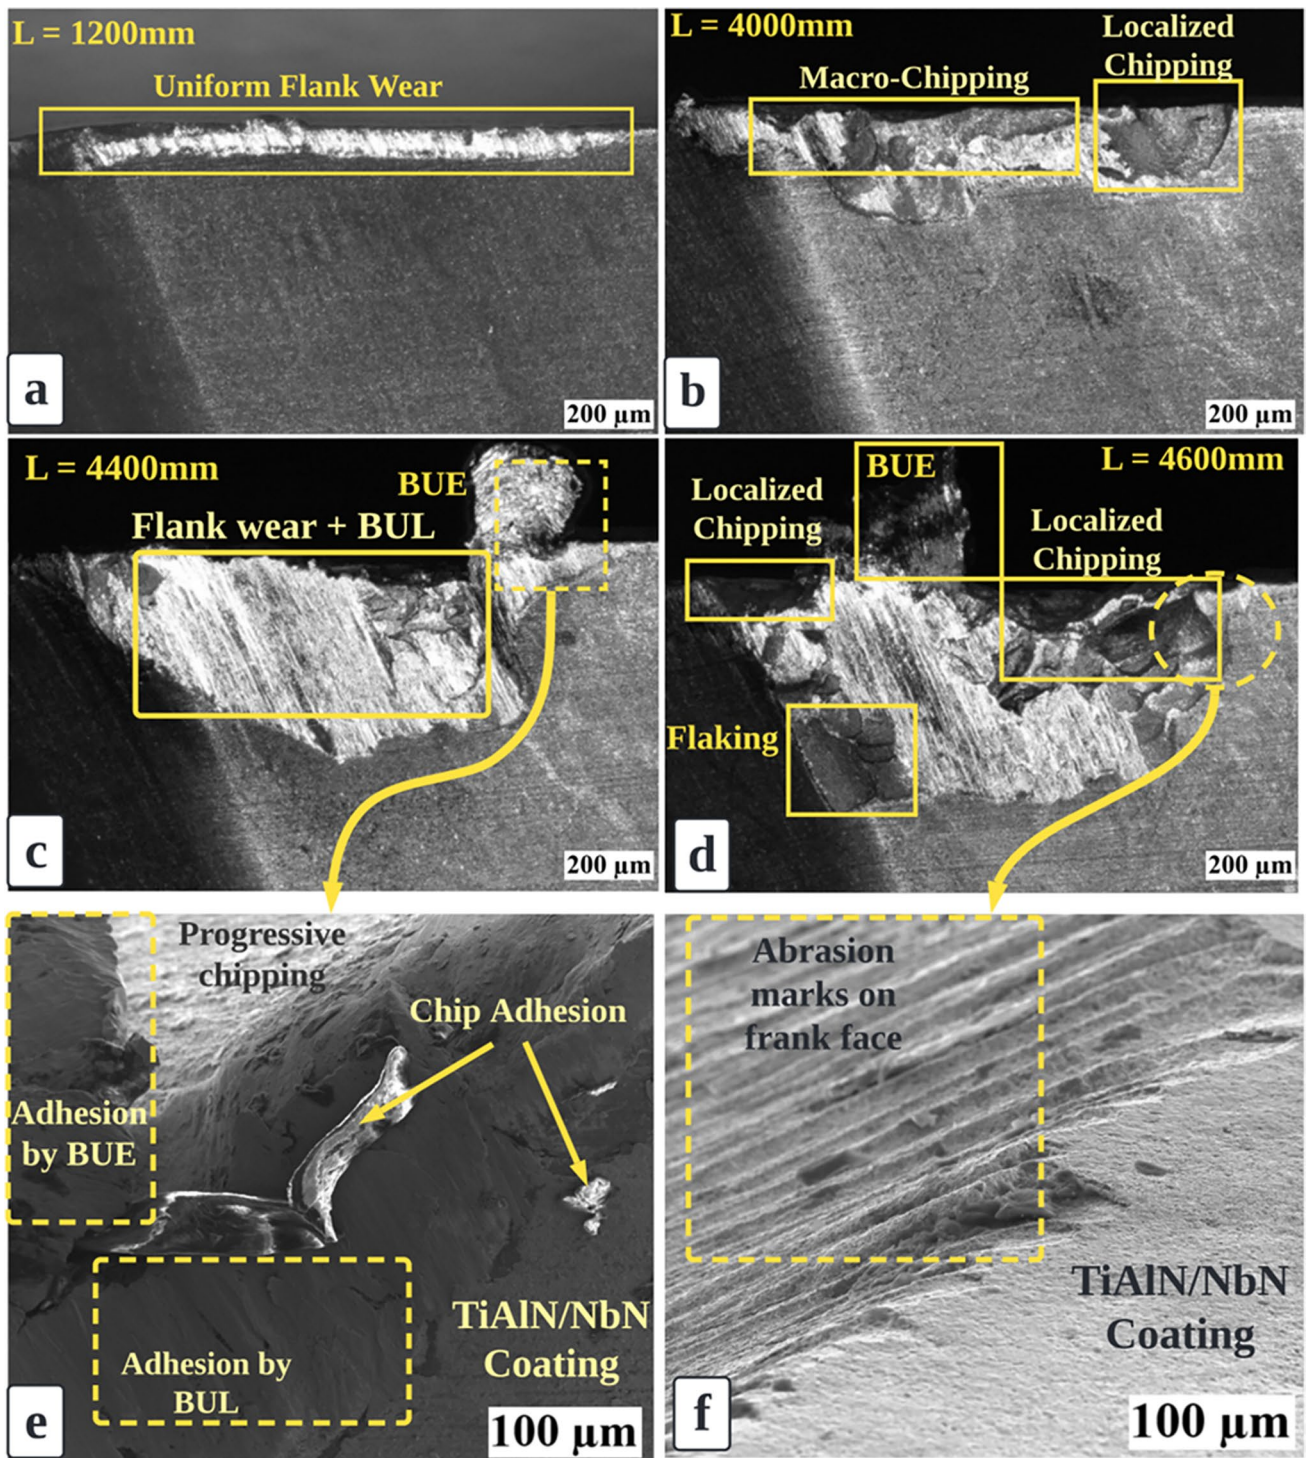 L = 1200mm
Uniform Flank Wear
a
200 μm
L = 4000mm
Macro-Chipping
Localized
Chipping
b
200 μm
L = 4400mm
BUE
Flank wear + BUL
c
200 μm
BUE
L = 4600mm
Localized
Chipping
Localized
Chipping
Flaking
d
200 μm
Progressive
chipping
Chip Adhesion
Adhesion
by BUE
TiAlN/NbN
Coating
Adhesion by
BUL
e
100 μm
Abrasion
marks on
frank face
TiAlN/NbN
Coating
f
100 μm